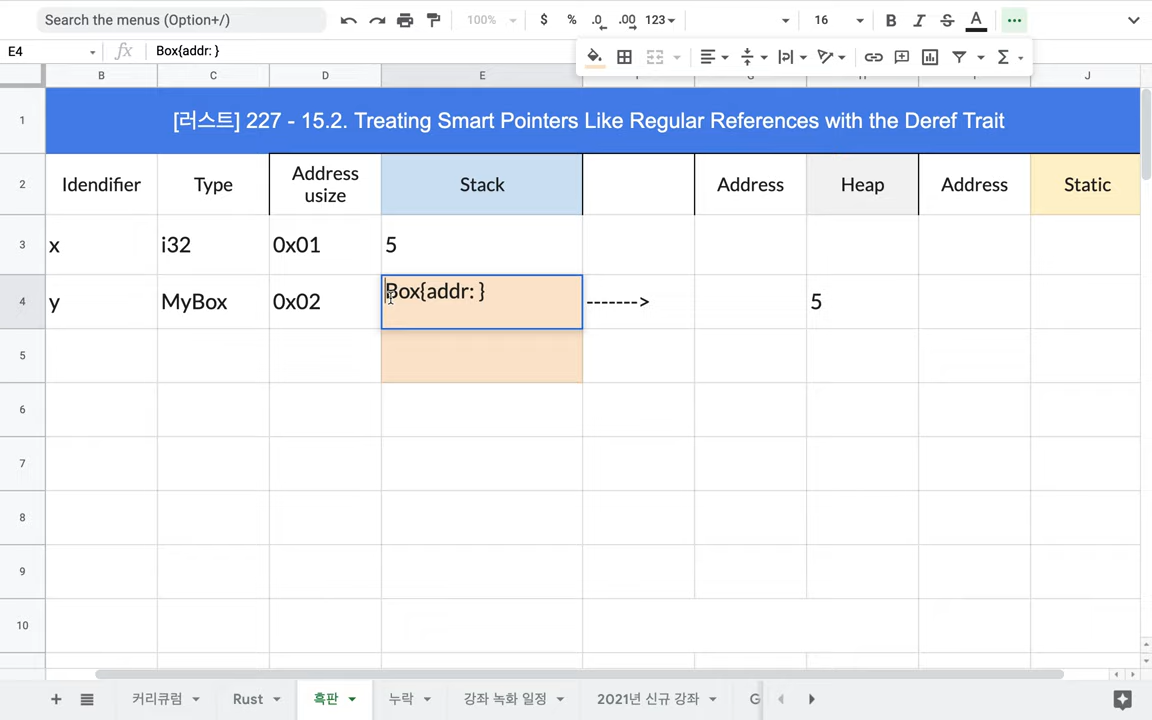 Search the menus (Option+/)
100%
$ % .0 .00 123
16
B I S A
E4
fx
Box{addr: }
B C D E J
1
[러스트] 227 - 15.2. Treating Smart Pointers Like Regular References with the Deref Trait
2
Idendifier Type Address usize Stack Address Heap Address Static
3
x i32 0x01 5
4
y MyBox 0x02 Box{addr: } -------> 5
5
6
7
8
9
10
커리큘럼 Rust 흑판 누락 강좌 녹화 일정 2021년 신규 강좌 G